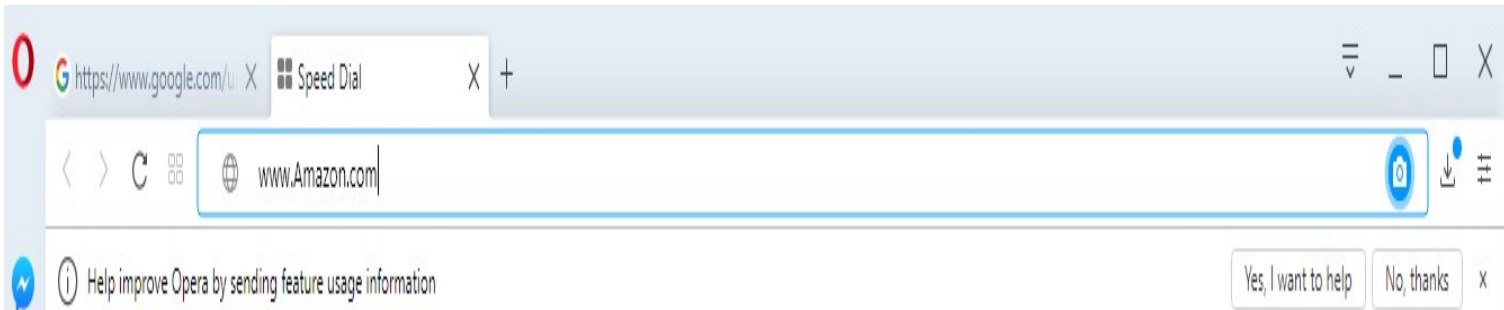 https://www.google.com/u
Speed Dial
www.Amazon.com
Help improve Opera by sending feature usage information
Yes, I want to help
No, thanks